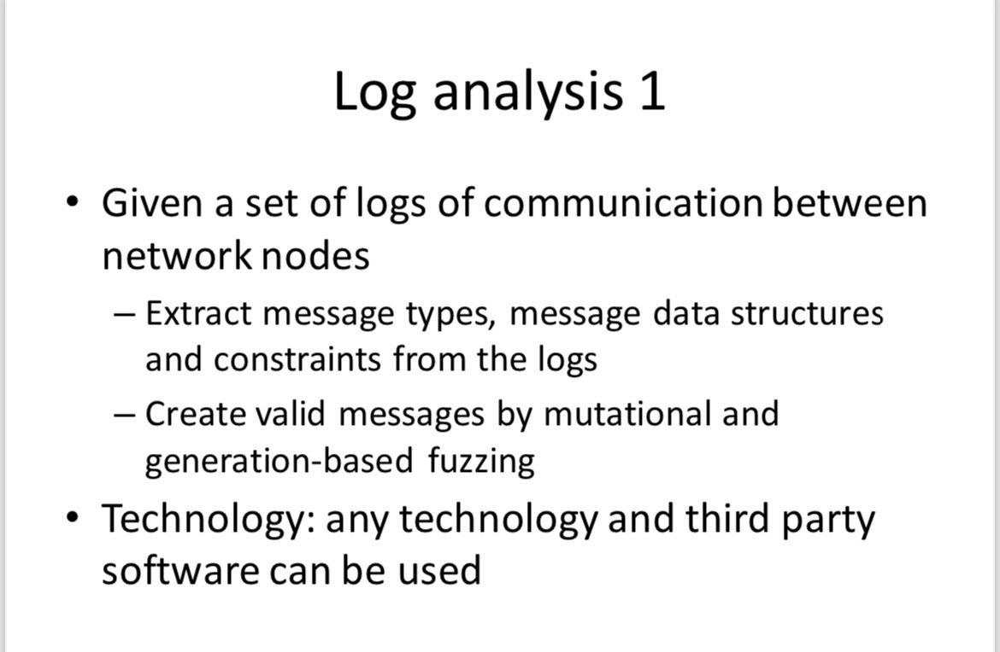 Log analysis 1
• Given a set of logs of communication between
network nodes
– Extract message types, message data structures
and constraints from the logs
– Create valid messages by mutational and
generation-based fuzzing
• Technology: any technology and third party
software can be used